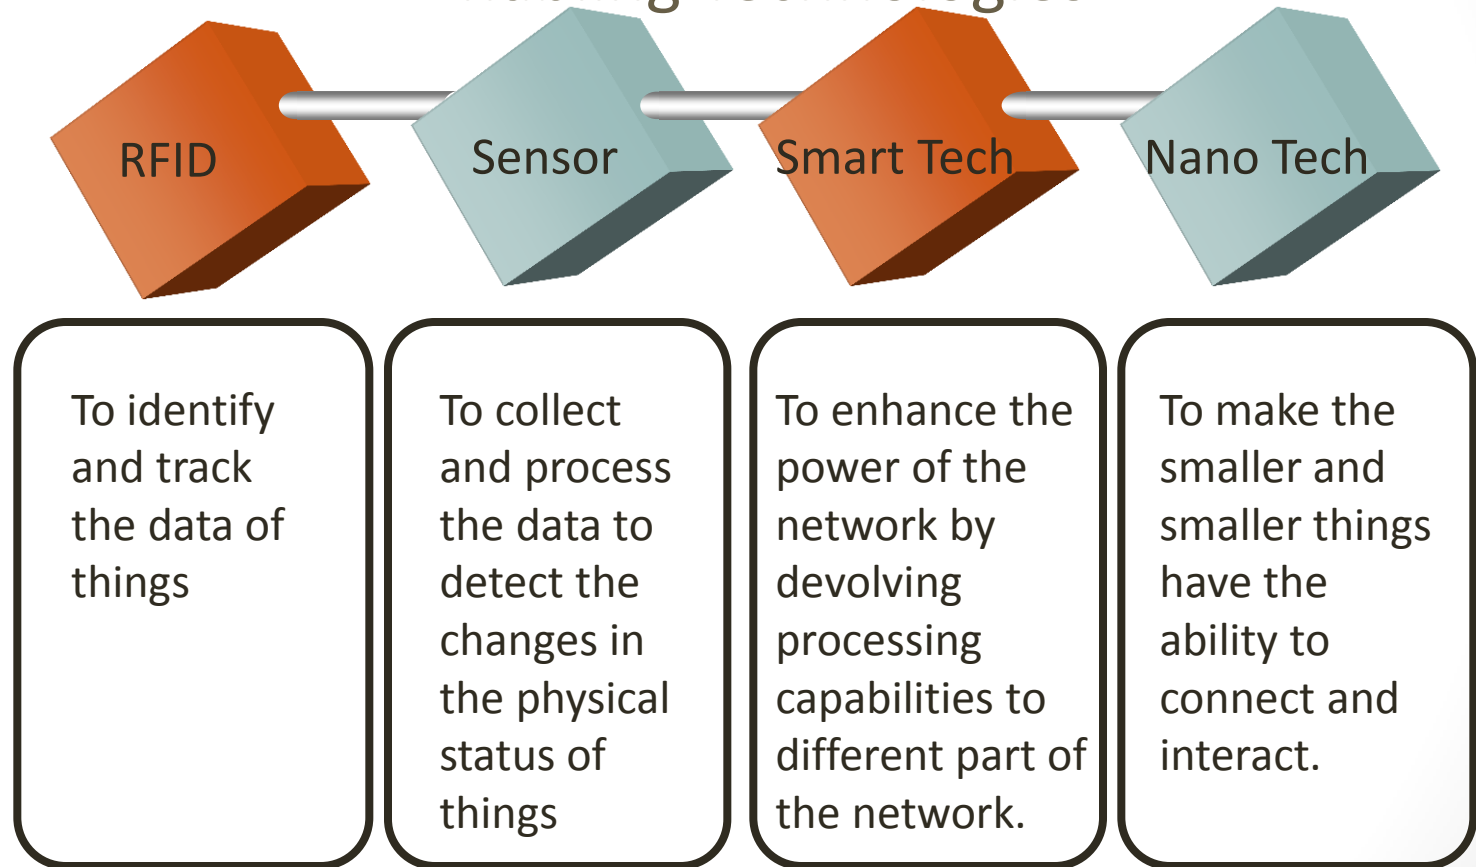 RFID
Sensor
Smart Tech
Nano Tech
To identify
and track
the data of
things
To collect
and process
the data to
detect the
changes in
the physical
status of
things
To enhance the
power of the
network by
devolving
processing
capabilities to
different part of
the network.
To make the
smaller and
smaller things
have the
ability to
connect and
interact.